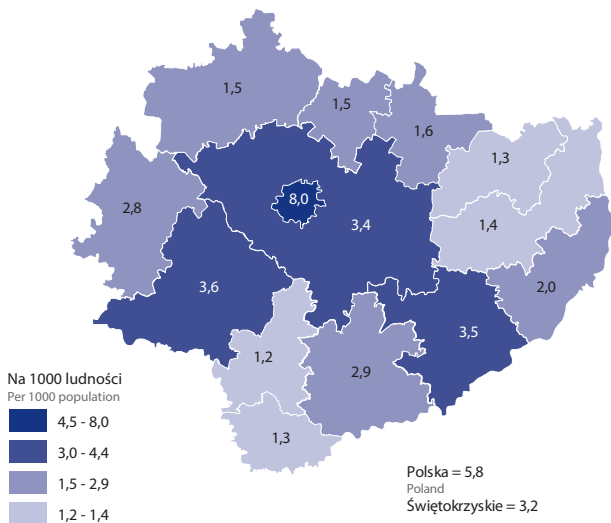 1,5
1,5
1,6
1,3
8,0
2,8
3,4
1,4
3,6
2,0
3,5
1,2
2,9
1,3
Na 1000 ludności
Per 1000 population
4,5 - 8,0
3,0 - 4,4
1,5 - 2,9
1,2 - 1,4
Polska = 5,8
Poland
Świętokrzyskie = 3,2